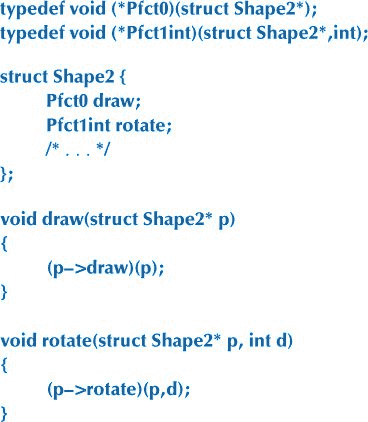 typedef void (*Pfct0)(struct Shape2*);
typedef void (*Pfct1int)(struct Shape2*,int);
struct Shape2 {
Pfct0 draw;
Pfct1int rotate;
/* . . . */
};
void draw(struct Shape2* p)
{
(p–>draw)(p);
}
void rotate(struct Shape2* p, int d)
{
(p–>rotate)(p,d);
}